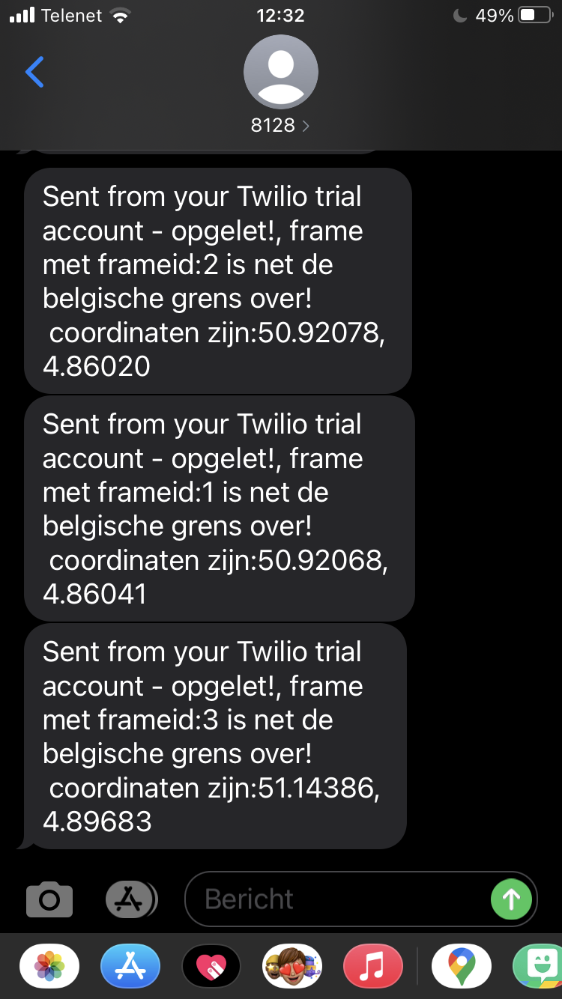 Telenet 12:32 49%
8128
Sent from your Twilio trial
account - opgelet!, frame
met frameid:2 is net de
belgische grens over!
coordinaten zijn:50.92078,
4.86020
Sent from your Twilio trial
account - opgelet!, frame
met frameid:1 is net de
belgische grens over!
coordinaten zijn:50.92068,
4.86041
Sent from your Twilio trial
account - opgelet!, frame
met frameid:3 is net de
belgische grens over!
coordinaten zijn:51.14386,
4.89683
Bericht